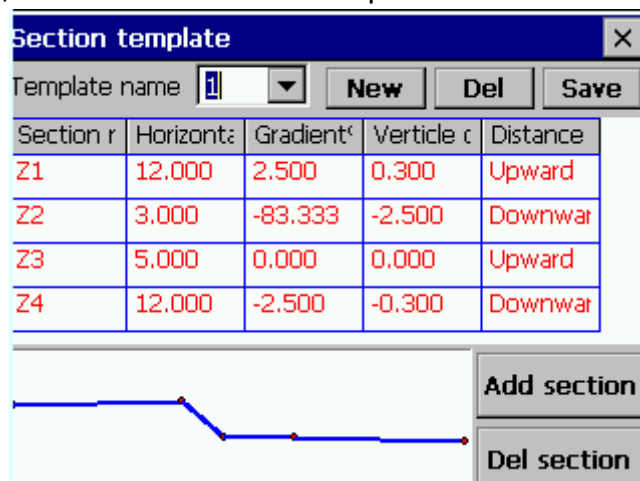 Section template
Template name 1 New Del Save
Section r Horizonta Gradient% Verticle c Distance
Z1 12.000 2.500 0.300 Upward
Z2 3.000 -83.333 -2.500 Downwar
Z3 5.000 0.000 0.000 Upward
Z4 12.000 -2.500 -0.300 Downwar
Add section
Del section